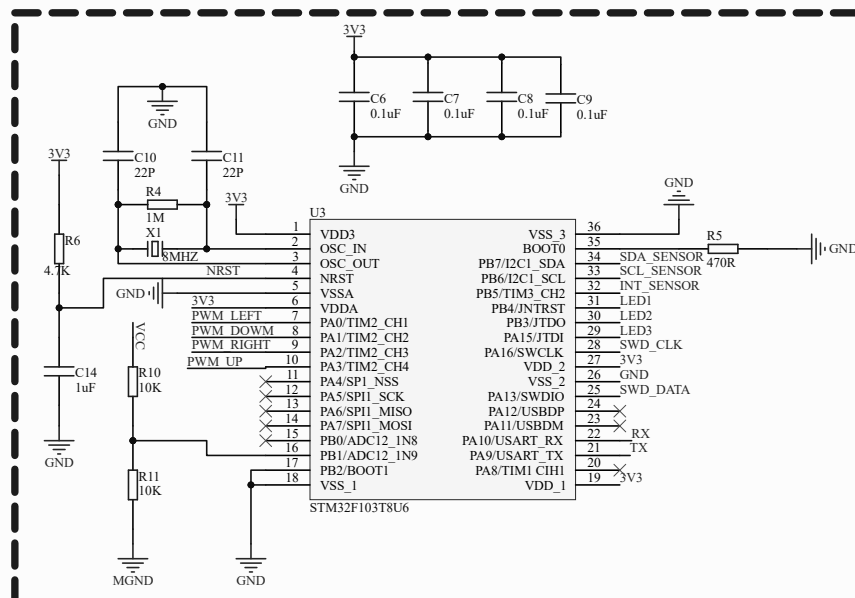 3V3
C6
0.1uF
C7
0.1uF
C8
0.1uF
C9
0.1uF
GND
GND
C10
22P
C11
22P
R4
1M
X1
8MHZ
3V3
R6
4.7K
3V3
NRST
GND
3V3
PWM_LEFT
PWM_DOWM
PWM_RIGHT
PWM_UP
C14
1uF
GND
VCC
R10
10K
R11
10K
MGND
GND
U3
1 VDD3
2 OSC_IN
3 OSC_OUT
4 NRST
5 VSSA
6 VDDA
7 PA0/TIM2_CH1
8 PA1/TIM2_CH2
9 PA2/TIM2_CH3
10 PA3/TIM2_CH4
11 PA4/SP1_NSS
12 PA5/SPI1_SCK
13 PA6/SPI1_MISO
14 PA7/SPI1_MOSI
15 PB0/ADC12_1N8
16 PB1/ADC12_1N9
17 PB2/BOOT1
18 VSS_1
STM32F103T8U6
VSS_3 36
BOOT0 35
PB7/I2C1_SDA 34 SDA_SENSOR
PB6/I2C1_SCL 33 SCL_SENSOR
PB5/TIM3_CH2 32 INT_SENSOR
PB4/JNTRST 31 LED1
PB3/JTDO 30 LED2
PA15/JTDI 29 LED3
PA16/SWCLK 28 SWD_CLK
VDD_2 27 3V3
VSS_2 26 GND
PA13/SWDIO 25 SWD_DATA
PA12/USBDP 24
PA11/USBDM 23
PA10/USART_RX 22 RX
PA9/USART_TX 21 TX
PA8/TIM1 CIH1 20
VDD_1 19 3V3
GND
R5
470R
GND